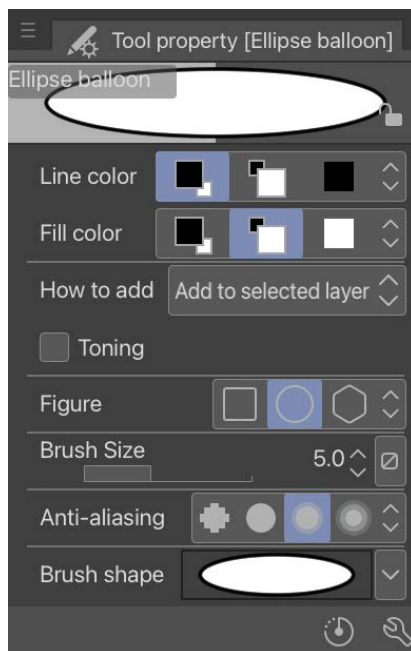 Tool property [Ellipse balloon]
Ellipse balloon
Line color
Fill color
How to add Add to selected layer
Toning
Figure
Brush Size 5.0
Anti-aliasing
Brush shape